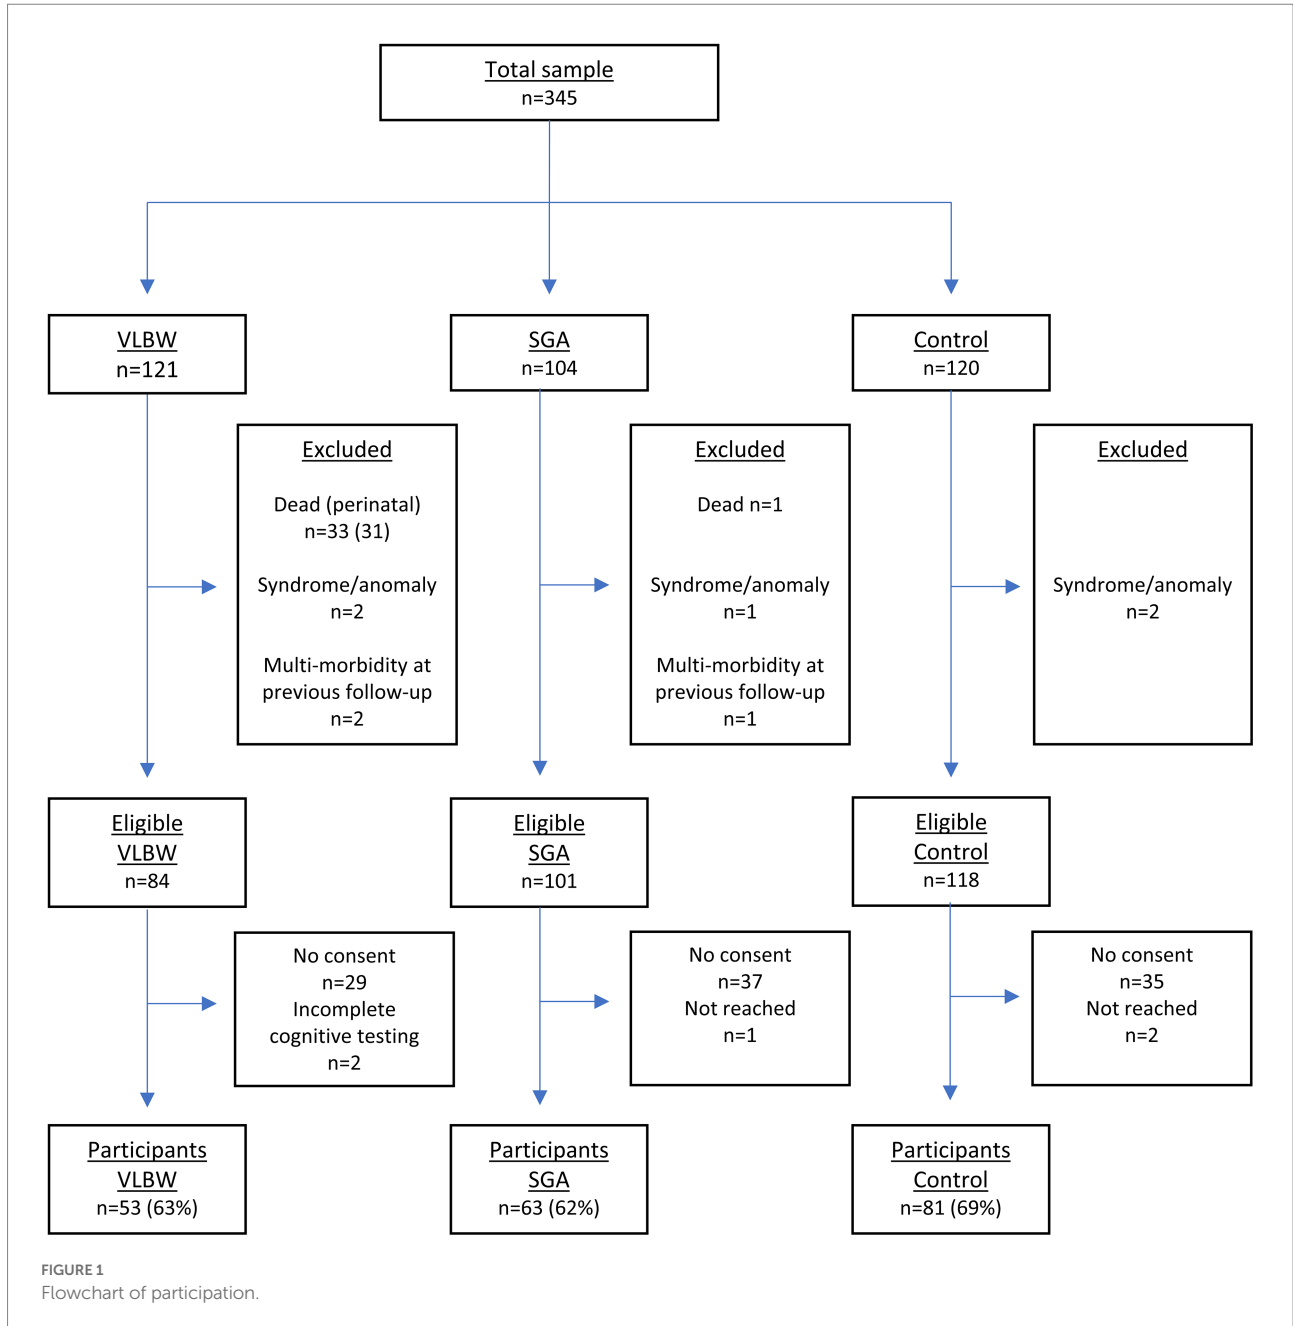 Total sample
n=345
VLBW
n=121
SGA
n=104
Control
n=120
Excluded
Dead (perinatal)
n=33 (31)
Syndrome/anomaly
n=2
Multi-morbidity at
previous follow-up
n=2
Excluded
Dead n=1
Syndrome/anomaly
n=1
Multi-morbidity at
previous follow-up
n=1
Excluded
Syndrome/anomaly
n=2
Eligible
VLBW
n=84
Eligible
SGA
n=101
Eligible
Control
n=118
No consent
n=29
Incomplete
cognitive testing
n=2
No consent
n=37
Not reached
n=1
No consent
n=35
Not reached
n=2
Participants
VLBW
n=53 (63%)
Participants
SGA
n=63 (62%)
Participants
Control
n=81 (69%)
FIGURE 1
Flowchart of participation.